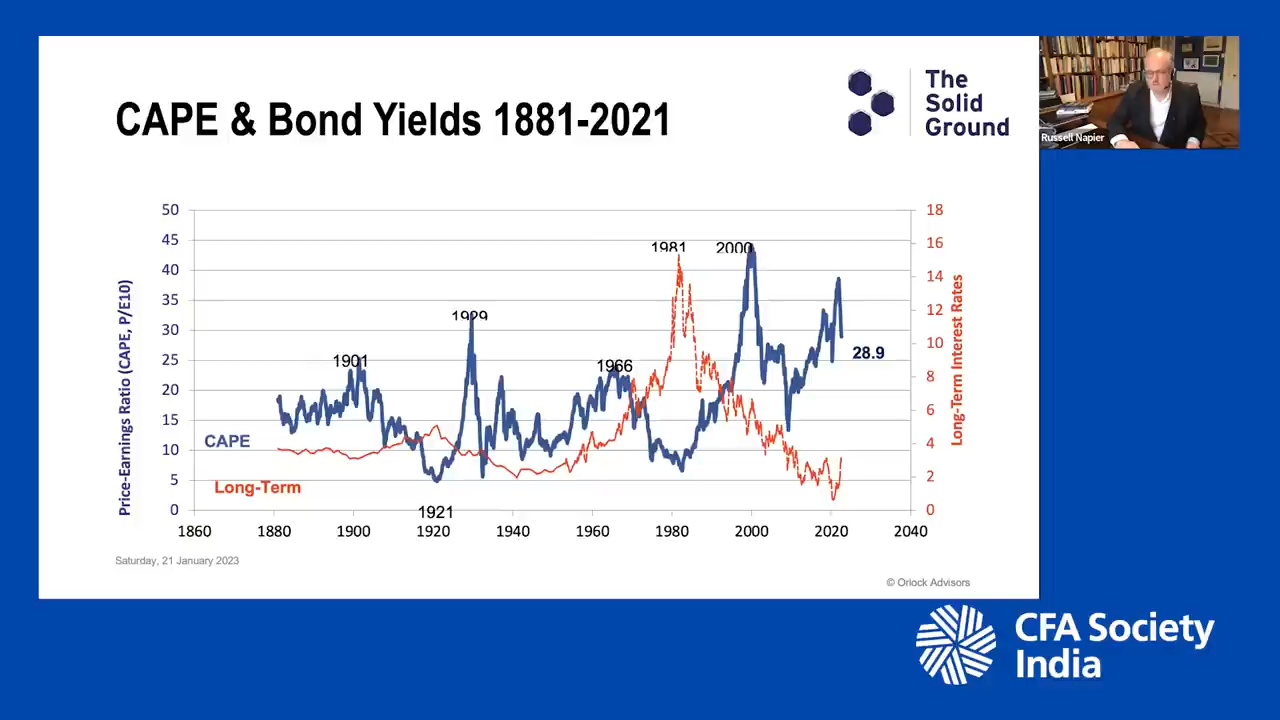 CAPE & Bond Yields 1881-2021
The
Solid
Ground
Russell Napier
Price-Earnings Ratio (CAPE, P/E10)
50
45
40
35
30
25
20
15
10
5
0
18
16
14
12
10
8
6
4
2
0
Long-Term Interest Rates
1981
2000
1929
1901
1966
28.9
CAPE
Long-Term
1921
1860
1880
1900
1920
1940
1960
1980
2000
2020
2040
Saturday, 21 January 2023
© Orlock Advisors
CFA Society
India